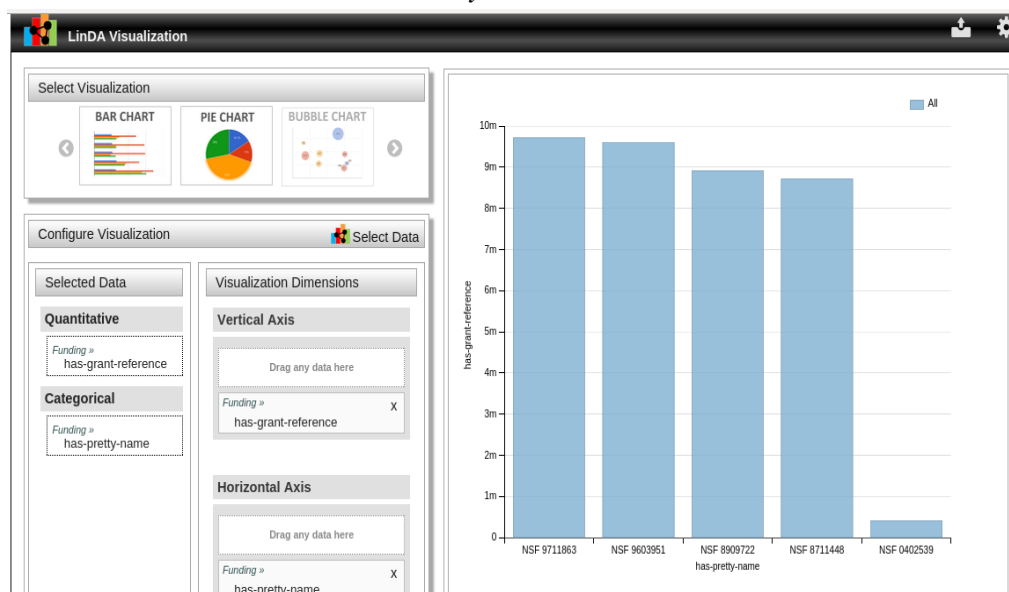 LinDA Visualization
Select Visualization
BAR CHART
PIE CHART
BUBBLE CHART
Configure Visualization
Select Data
Selected Data
Quantitative
Funding »
has-grant-reference
Categorical
Funding »
has-pretty-name
Visualization Dimensions
Vertical Axis
Drag any data here
Funding »
X
has-grant-reference
Horizontal Axis
Drag any data here
Funding »
X
has-pretty-name
All
10m
9m
8m
7m
6m
5m
4m
3m
2m
1m
0
has-grant-reference
NSF 9711863
NSF 9603951
NSF 8909722
NSF 8711448
NSF 0402539
has-pretty-name